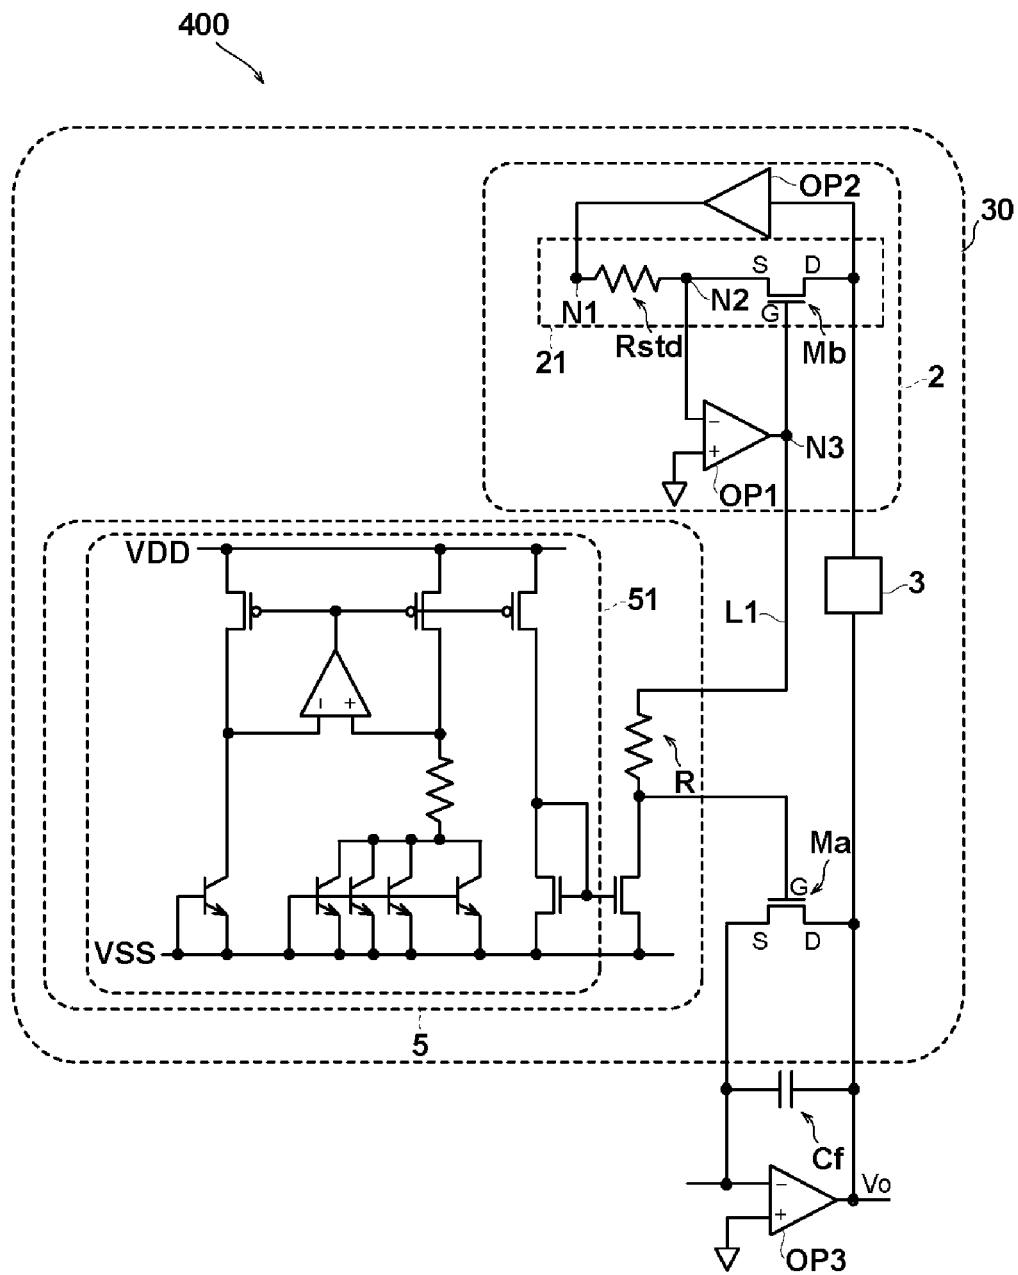 400
OP2
30
S
D
N1
N2
G
Rstd
Mb
21
2
−
+
N3
OP1
VDD
51
3
L1
−
+
R
Ma
G
S
D
VSS
5
Cf
−
+
Vo
OP3